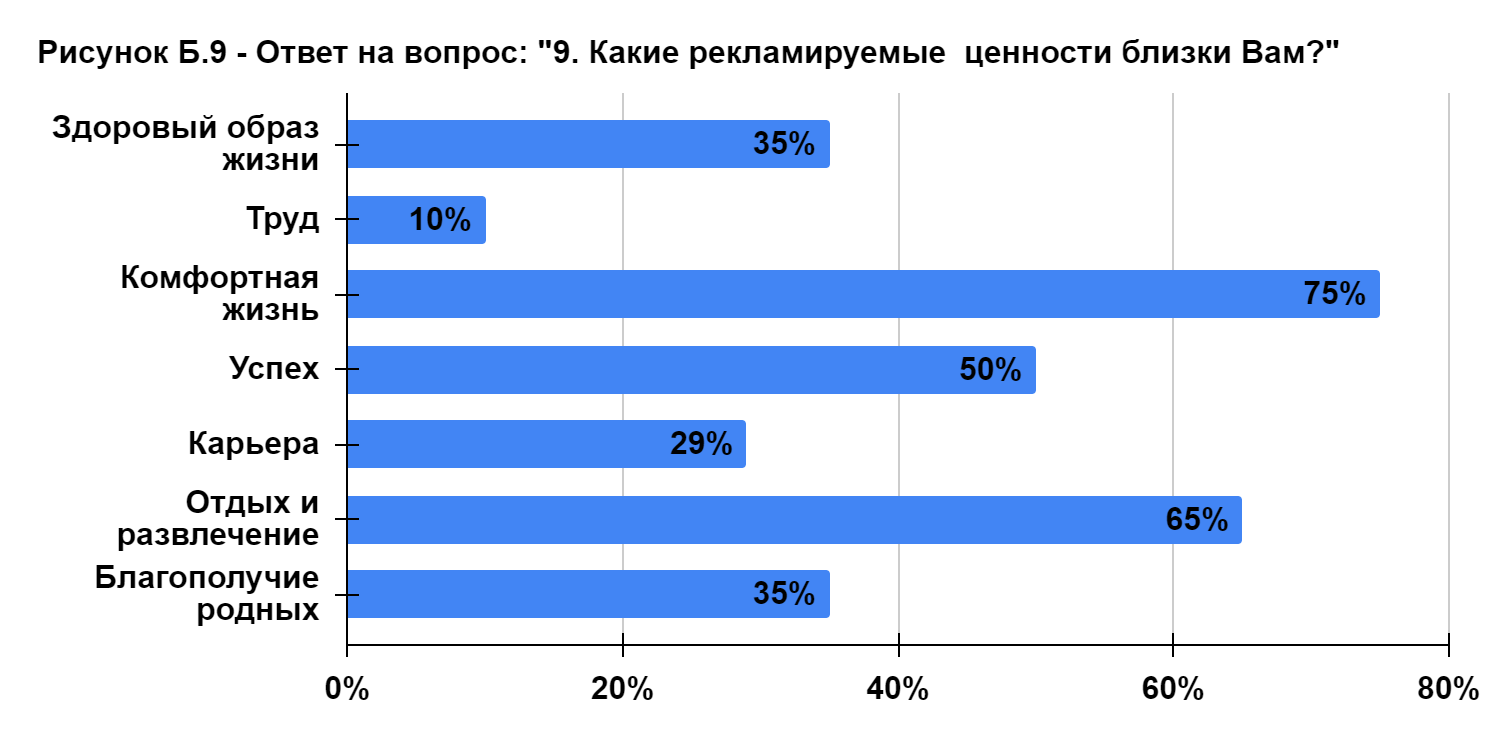 Рисунок Б.9 - Ответ на вопрос: "9. Какие рекламируемые  ценности близки Вам?"
Здоровый образ
жизни
35%
Труд
10%
Комфортная
жизнь
75%
Успех
50%
Карьера
29%
Отдых и
развлечение
65%
Благополучие
родных
35%
0%
20%
40%
60%
80%